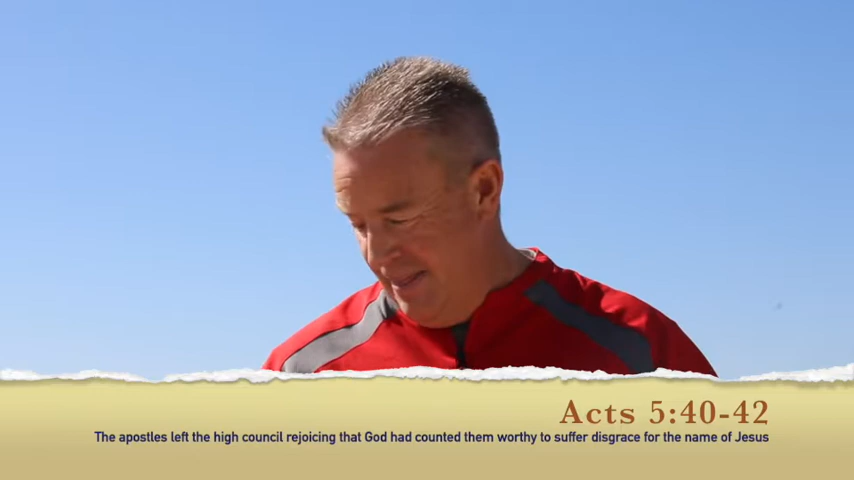 Acts 5:40-42
The apostles left the high council rejoicing that God had counted them worthy to suffer disgrace for the name of Jesus